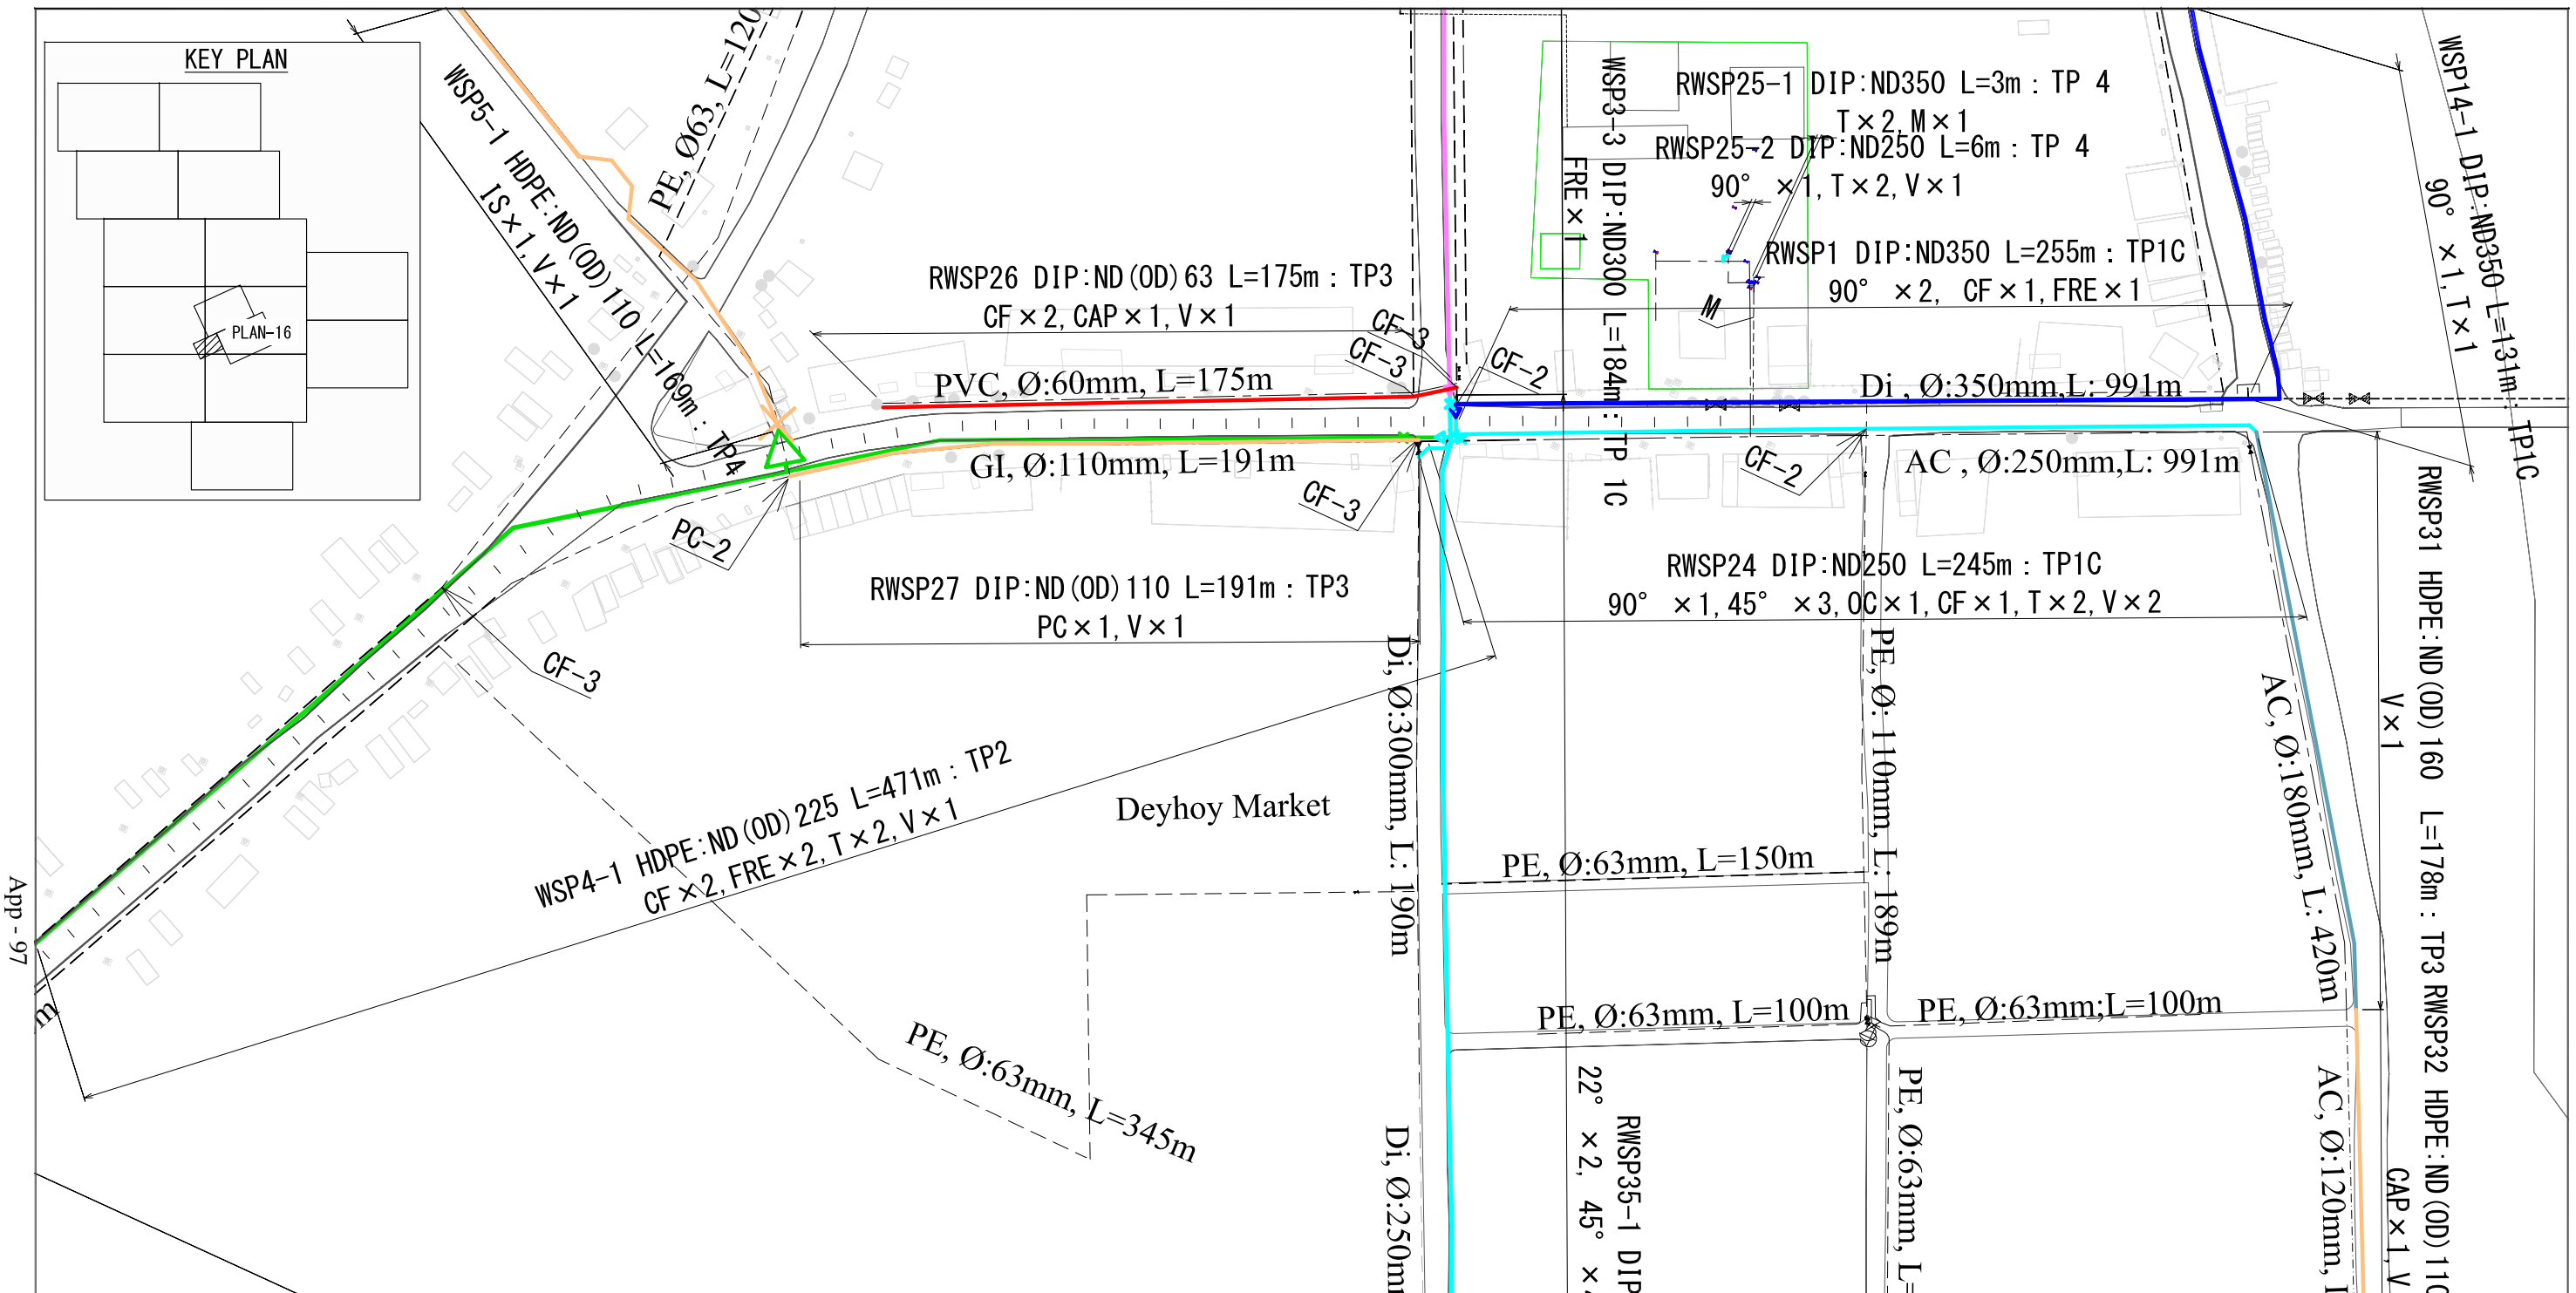 KEY PLAN
PLAN-16
WSP5-1 HDPE:ND(OD)110 L=169m : TP4
IS×1, V×1
PE, Ø63, L=120
WSP3-3 DIP:ND300 L=184m : TP 1C
FRE×1
RWSP25-1 DIP:ND350 L=3m : TP 4
T×2, M×1
RWSP25-2 DIP:ND250 L=6m : TP 4
90° ×1, T×2, V×1
RWSP1 DIP:ND350 L=255m : TP1C
90° ×2, CF×1, FRE×1
M
WSP14-1 DIP:ND350 L=131m : TP1C
90° ×1, T×1
RWSP26 DIP:ND(OD)63 L=175m : TP3
CF×2, CAP×1, V×1
CF-3
CF-3
CF-2
PVC, Ø:60mm, L=175m
Di , Ø:350mm,L: 991m
GI, Ø:110mm, L=191m
CF-3
CF-2
AC , Ø:250mm,L: 991m
PC-2
RWSP27 DIP:ND(OD)110 L=191m : TP3
PC×1, V×1
RWSP24 DIP:ND250 L=245m : TP1C
90° ×1, 45° ×3, OC×1, CF×1, T×2, V×2
CF-3
RWSP31 HDPE:ND(OD)160 L=178m : TP3
V×1
RWSP32 HDPE:ND(OD)110
CAP×1, V
Di, Ø:300mm, L: 190m
PE, Ø: 110mm, L: 189m
AC, Ø:180mm, L: 420m
WSP4-1 HDPE:ND(OD)225 L=471m : TP2
CF×2, FRE×2, T×2, V×1
Deyhoy Market
PE, Ø:63mm, L=150m
PE, Ø:63mm, L=100m
PE, Ø:63mm;L=100m
PE, Ø:63mm, L=345m
m
Di, Ø:250m
RWSP35-1 DIP
22° ×2, 45° ×
PE, Ø:63mm, L=
AC, Ø:120mm,
App - 97